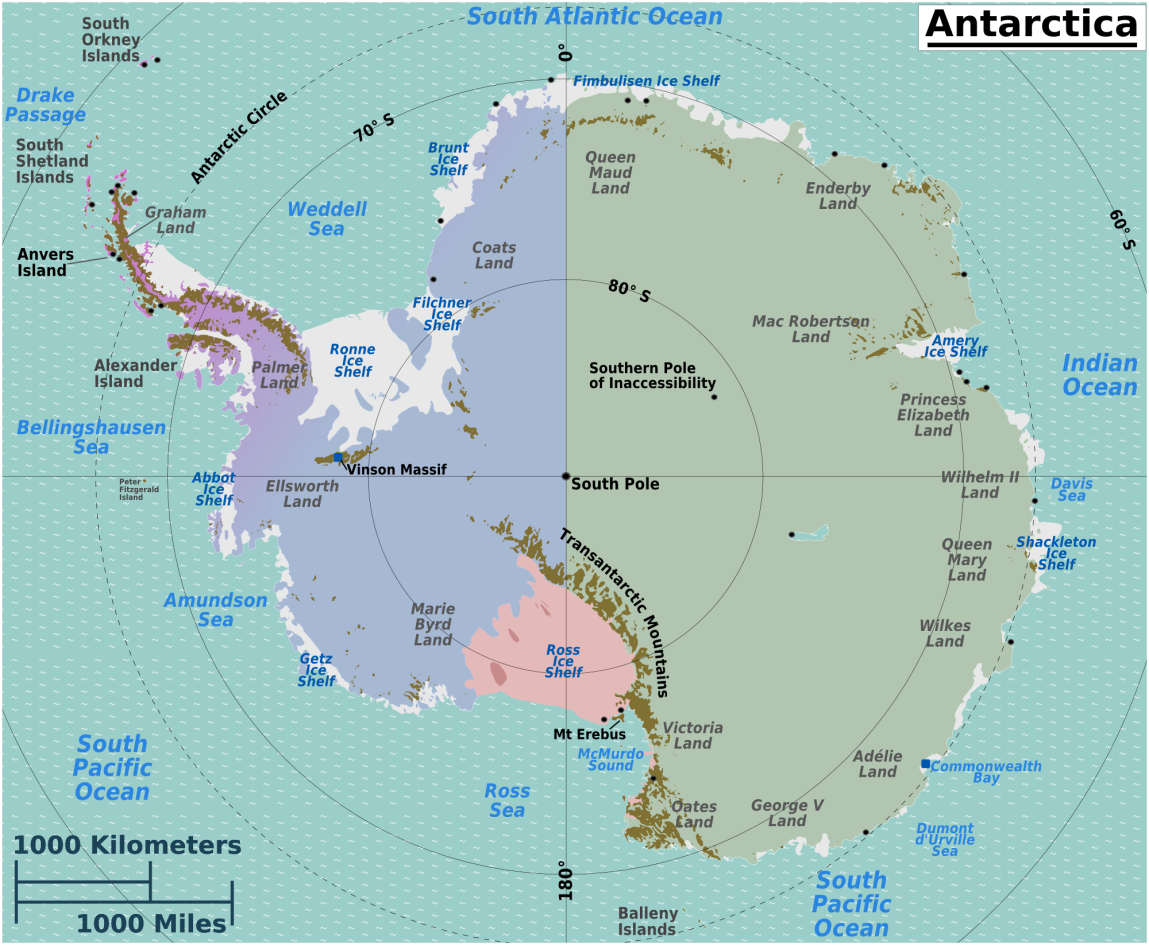 South Atlantic Ocean
Antarctica
South
Orkney
Islands
0°
Fimbulisen Ice Shelf
Drake
Passage
Antarctic Circle
70° S
South
Shetland
Islands
Brunt
Ice
Shelf
Queen
Maud
Land
Enderby
Land
Graham
Land
Weddell
Sea
60° S
Anvers
Island
Coats
Land
80° S
Filchner
Ice
Shelf
Mac Robertson
Land
Amery
Ice Shelf
Ronne
Ice
Shelf
Alexander
Island
Palmer
Land
Southern Pole
of Inaccessibility
Indian
Ocean
Princess
Elizabeth
Land
Bellingshausen
Sea
Vinson Massif
Abbot
Ice
Shelf
Peter
Fitzgerald
Island
Ellsworth
Land
South Pole
Wilhelm II
Land
Davis
Sea
Transantarctic Mountains
Queen
Mary
Land
Shackleton
Ice
Shelf
Amundson
Sea
Marie
Byrd
Land
Wilkes
Land
Getz
Ice
Shelf
Ross
Ice
Shelf
Mt Erebus
Victoria
Land
McMurdo
Sound
South
Pacific
Ocean
Adélie
Land
Commonwealth
Bay
Ross
Sea
Oates
Land
George V
Land
Dumont
d'Urville
Sea
1000 Kilometers
1000 Miles
180°
South
Pacific
Ocean
Balleny
Islands